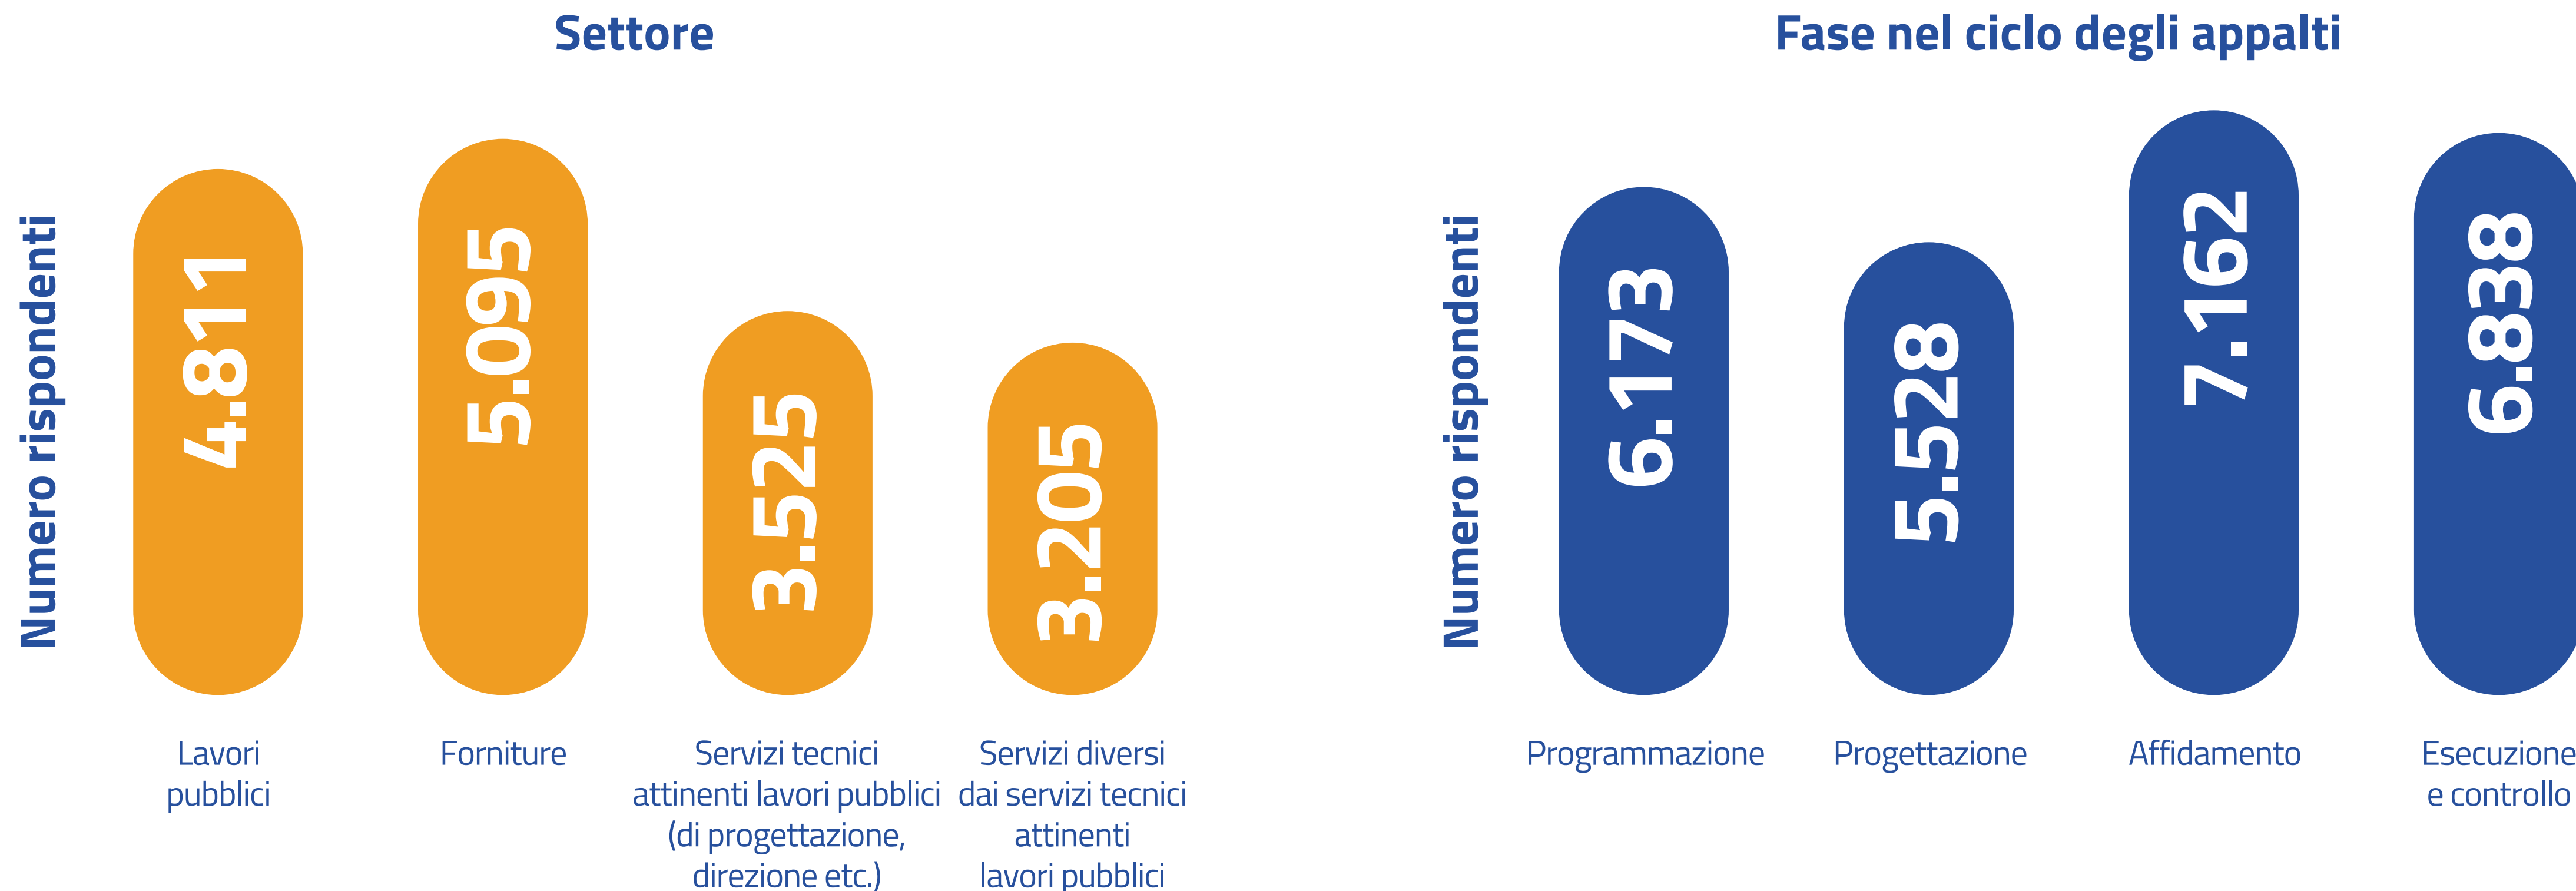 Settore
Numero rispondenti
4.811
5.095
3.525
3.205
Lavori
pubblici
Forniture
Servizi tecnici
attinenti lavori pubblici
(di progettazione,
direzione etc.)
Servizi diversi
dai servizi tecnici
attinenti
lavori pubblici
Fase nel ciclo degli appalti
Numero rispondenti
6.173
5.528
7.162
6.838
Programmazione
Progettazione
Affidamento
Esecuzione
e controllo